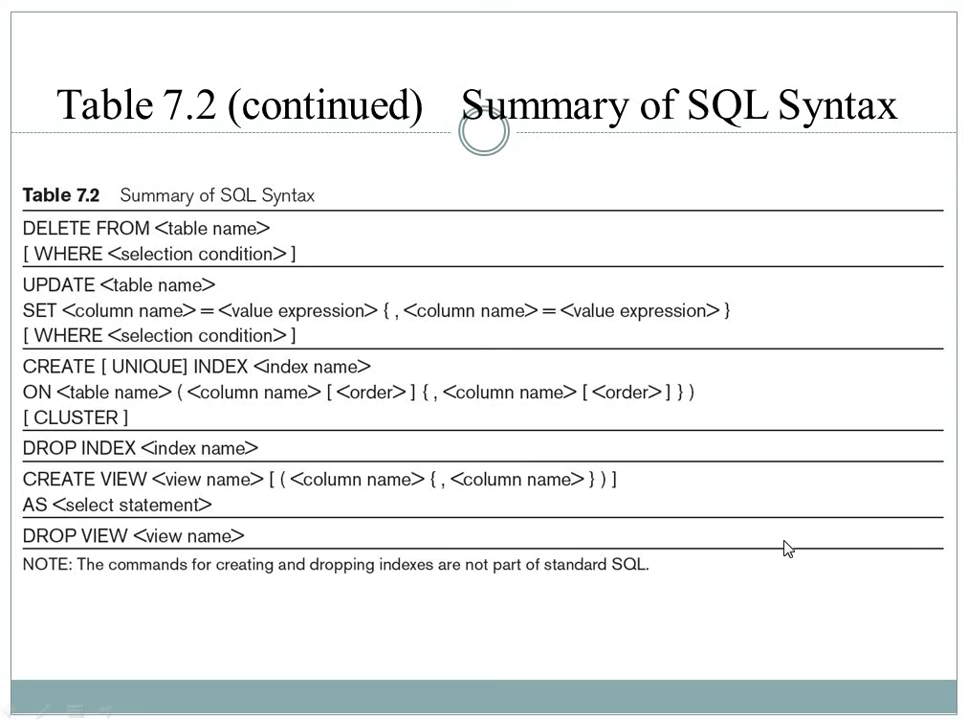 Table 7.2 (continued) Summary of SQL Syntax
Table 7.2 Summary of SQL Syntax
DELETE FROM <table name>
[ WHERE <selection condition> ]
UPDATE <table name>
SET <column name> = <value expression> { , <column name> = <value expression> }
[ WHERE <selection condition> ]
CREATE [ UNIQUE] INDEX <index name>
ON <table name> ( <column name> [ <order> ] { , <column name> [ <order> ] } )
[ CLUSTER ]
DROP INDEX <index name>
CREATE VIEW <view name> [ ( <column name> { , <column name> } ) ]
AS <select statement>
DROP VIEW <view name>
NOTE: The commands for creating and dropping indexes are not part of standard SQL.